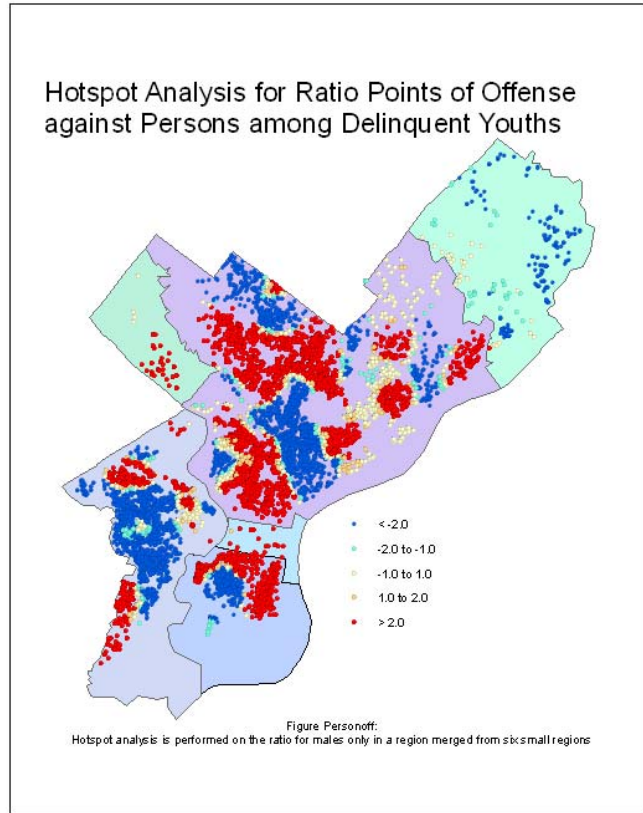 Hotspot Analysis for Ratio Points of Offense
against Persons among Delinquent Youths
< -2.0
-2.0 to -1.0
-1.0 to 1.0
1.0 to 2.0
> 2.0
Figure Personoff:
Hotspot analysis is performed on the ratio for males only in a region merged from six small regions